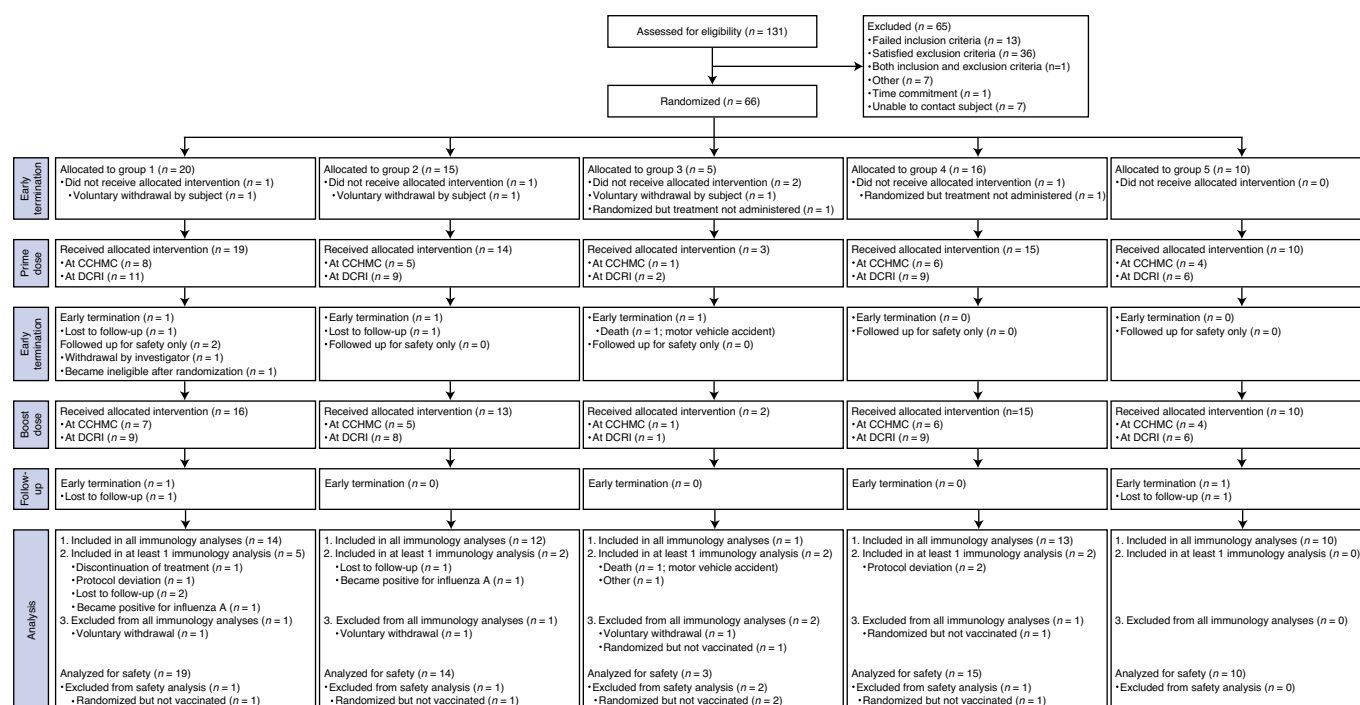 Assessed for eligibility (n = 131)
Excluded (n = 65)
•Failed inclusion criteria (n = 13)
•Satisfied exclusion criteria (n = 36)
•Both inclusion and exclusion criteria (n=1)
•Other (n = 7)
•Time commitment (n = 1)
•Unable to contact subject (n = 7)
Randomized (n = 66)
Early
termination
Allocated to group 1 (n = 20)
•Did not receive allocated intervention (n = 1)
•Voluntary withdrawal by subject (n = 1)
Allocated to group 2 (n = 15)
•Did not receive allocated intervention (n = 1)
•Voluntary withdrawal by subject (n = 1)
Allocated to group 3 (n = 5)
•Did not receive allocated intervention (n = 2)
•Voluntary withdrawal by subject (n = 1)
•Randomized but treatment not administered (n = 1)
Allocated to group 4 (n = 16)
•Did not receive allocated intervention (n = 1)
•Randomized but treatment not administered (n = 1)
Allocated to group 5 (n = 10)
•Did not receive allocated intervention (n = 0)
Prime
dose
Received allocated intervention (n = 19)
•At CCHMC (n = 8)
•At DCRI (n = 11)
Received allocated intervention (n = 14)
•At CCHMC (n = 5)
•At DCRI (n = 9)
Received allocated intervention (n = 3)
•At CCHMC (n = 1)
•At DCRI (n = 2)
Received allocated intervention (n = 15)
•At CCHMC (n = 6)
•At DCRI (n = 9)
Received allocated intervention (n = 10)
•At CCHMC (n = 4)
•At DCRI (n = 6)
Early
termination
Early termination (n = 1)
•Lost to follow-up (n = 1)
Followed up for safety only (n = 2)
•Withdrawal by investigator (n = 1)
•Became ineligible after randomization (n = 1)
•Early termination (n = 1)
•Lost to follow-up (n = 1)
•Followed up for safety only (n = 0)
•Early termination (n = 1)
•Death (n = 1; motor vehicle accident)
•Followed up for safety only (n = 0)
•Early termination (n = 0)
•Followed up for safety only (n = 0)
•Early termination (n = 0)
•Followed up for safety only (n = 0)
Boost
dose
Received allocated intervention (n = 16)
•At CCHMC (n = 7)
•At DCRI (n = 9)
Received allocated intervention (n = 13)
•At CCHMC (n = 5)
•At DCRI (n = 8)
Received allocated intervention (n = 2)
•At CCHMC (n = 1)
•At DCRI (n = 1)
Received allocated intervention (n=15)
•At CCHMC (n = 6)
•At DCRI (n = 9)
Received allocated intervention (n = 10)
•At CCHMC (n = 4)
•At DCRI (n = 6)
Follow-
up
Early termination (n = 1)
•Lost to follow-up (n = 1)
Early termination (n = 0)
Early termination (n = 0)
Early termination (n = 0)
Early termination (n = 1)
•Lost to follow-up (n = 1)
Analysis
1. Included in all immunology analyses (n = 14)
2. Included in at least 1 immunology analysis (n = 5)
•Discontinuation of treatment (n = 1)
•Protocol deviation (n = 1)
•Lost to follow-up (n = 2)
•Became positive for influenza A (n = 1)
3. Excluded from all immunology analyses (n = 1)
•Voluntary withdrawal (n = 1)
Analyzed for safety (n = 19)
•Excluded from safety analysis (n = 1)
•Randomized but not vaccinated (n = 1)
1. Included in all immunology analyses (n = 12)
2. Included in at least 1 immunology analysis (n = 2)
•Lost to follow-up (n = 1)
•Became positive for influenza A (n = 1)
3. Excluded from all immunology analyses (n = 1)
•Voluntary withdrawal (n = 1)
Analyzed for safety (n = 14)
•Excluded from safety analysis (n = 1)
•Randomized but not vaccinated (n = 1)
1. Included in all immunology analyses (n = 1)
2. Included in at least 1 immunology analysis (n = 2)
•Death (n = 1; motor vehicle accident)
•Other (n = 1)
3. Excluded from all immunology analyses (n = 2)
•Voluntary withdrawal (n = 1)
•Randomized but not vaccinated (n = 1)
Analyzed for safety (n = 3)
•Excluded from safety analysis (n = 2)
•Randomized but not vaccinated (n = 2)
1. Included in all immunology analyses (n = 13)
2. Included in at least 1 immunology analysis (n = 2)
•Protocol deviation (n = 2)
3. Excluded from all immunology analyses (n = 1)
•Randomized but not vaccinated (n = 1)
Analyzed for safety (n = 15)
•Excluded from safety analysis (n = 1)
•Randomized but not vaccinated (n = 1)
1. Included in all immunology analyses (n = 10)
2. Included in at least 1 immunology analysis (n = 0)
3. Excluded from all immunology analyses (n = 0)
Analyzed for safety (n = 10)
•Excluded from safety analysis (n = 0)